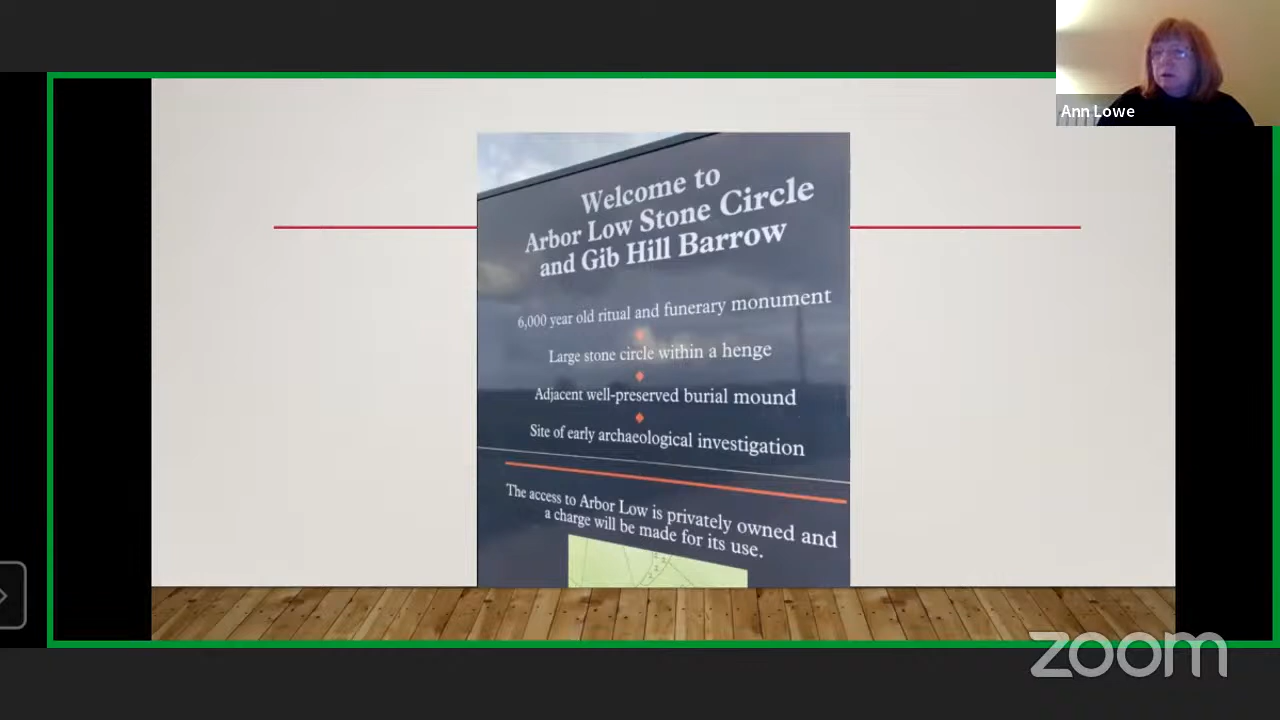 Ann Lowe
Welcome to
Arbor Low Stone Circle
and Gib Hill Barrow
6,000 year old ritual and funerary monument
Large stone circle within a henge
Adjacent well-preserved burial mound
Site of early archaeological investigation
The access to Arbor Low is privately owned and
a charge will be made for its use.
zoom